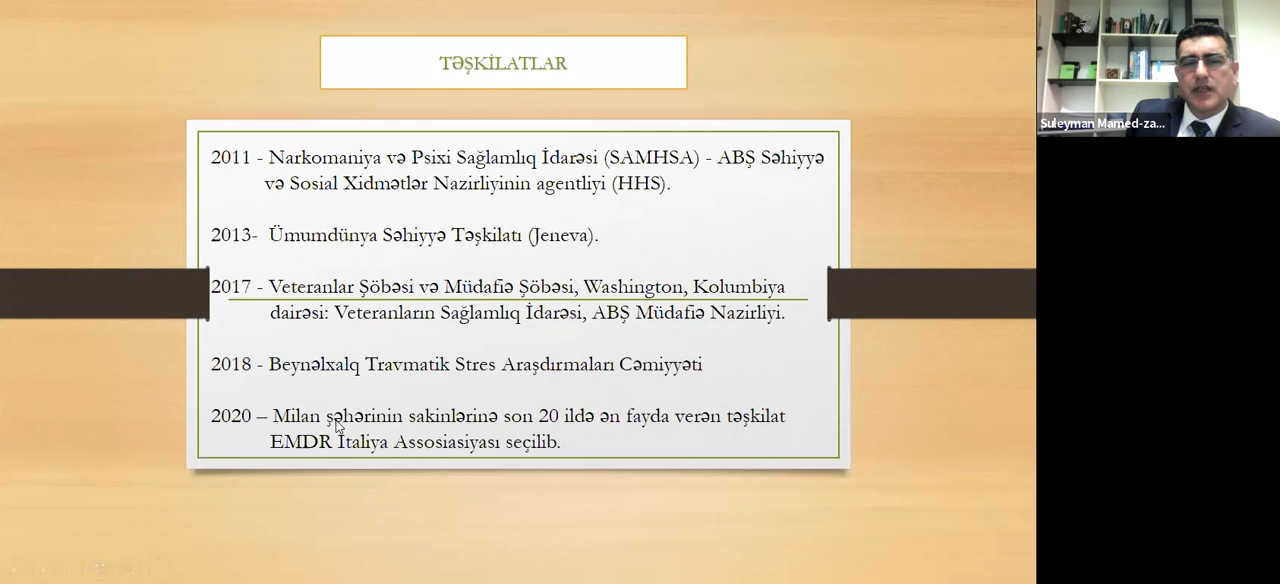 TƏŞKİLATLAR
2011 - Narkomaniya və Psixi Sağlamlıq İdarəsi (SAMHSA) - ABŞ Səhiyyə
və Sosial Xidmətlər Nazirliyinin agentliyi (HHS).
2013- Ümumdünya Səhiyyə Təşkilatı (Jeneva).
2017 - Veteranlar Şöbəsi və Müdafiə Şöbəsi, Washington, Kolumbiya
dairəsi: Veteranların Sağlamlıq İdarəsi, ABŞ Müdafiə Nazirliyi.
2018 - Beynəlxalq Travmatik Stres Araşdırmaları Cəmiyyəti
2020 – Milan şəhərinin sakinlərinə son 20 ildə ən fayda verən təşkilat
EMDR İtaliya Assosiasiyası seçilib.
Suleyman Mamed-za...